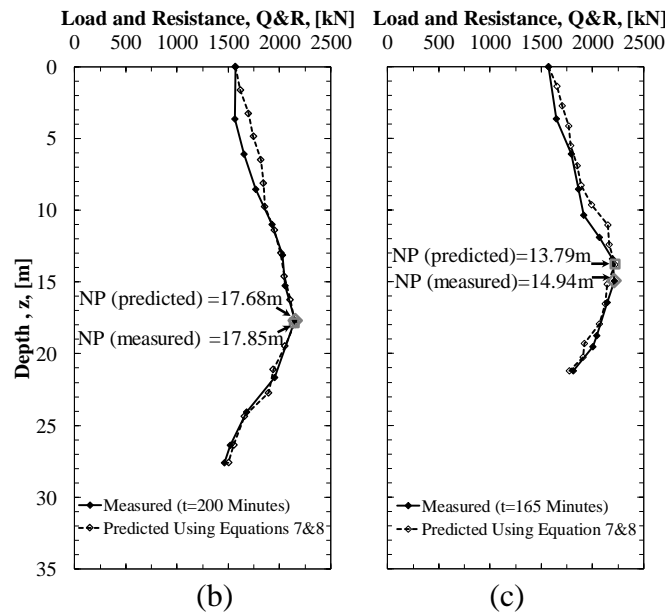 Load and Resistance, Q&R, [kN]
0 500 1000 1500 2000 2500
Load and Resistance, Q&R, [kN]
0 500 1000 1500 2000 2500
Depth , z, [m]
0
5
10
15
20
25
30
35
NP (predicted) =17.68m
NP (measured) =17.85m
Measured (t=200 Minutes)
Predicted Using Equations 7&8
(b)
NP (predicted)=13.79m
NP (measured)=14.94m
Measured (t=165 Minutes)
Predicted Using Equation 7&8
(c)